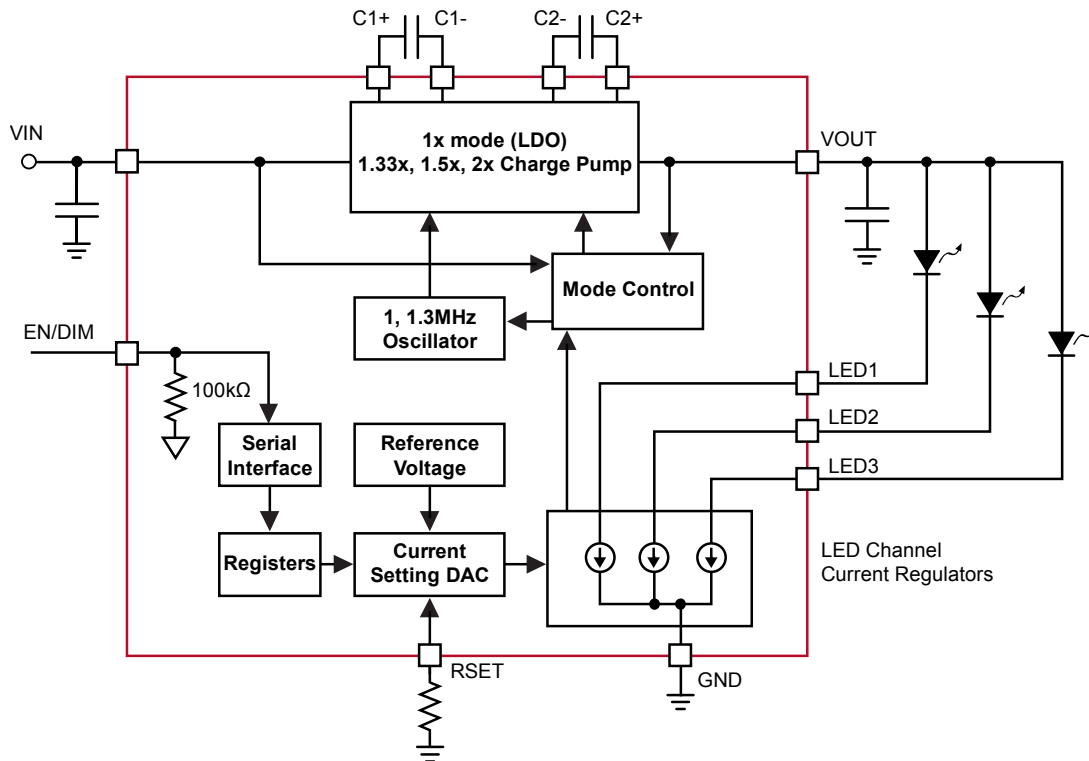 C1+
C1-
C2-
C2+
VIN
1x mode (LDO)
1.33x, 1.5x, 2x Charge Pump
VOUT
Mode Control
1, 1.3MHz
Oscillator
EN/DIM
100kΩ
LED1
LED2
LED3
Serial
Interface
Reference
Voltage
Registers
Current
Setting DAC
LED Channel
Current Regulators
RSET
GND